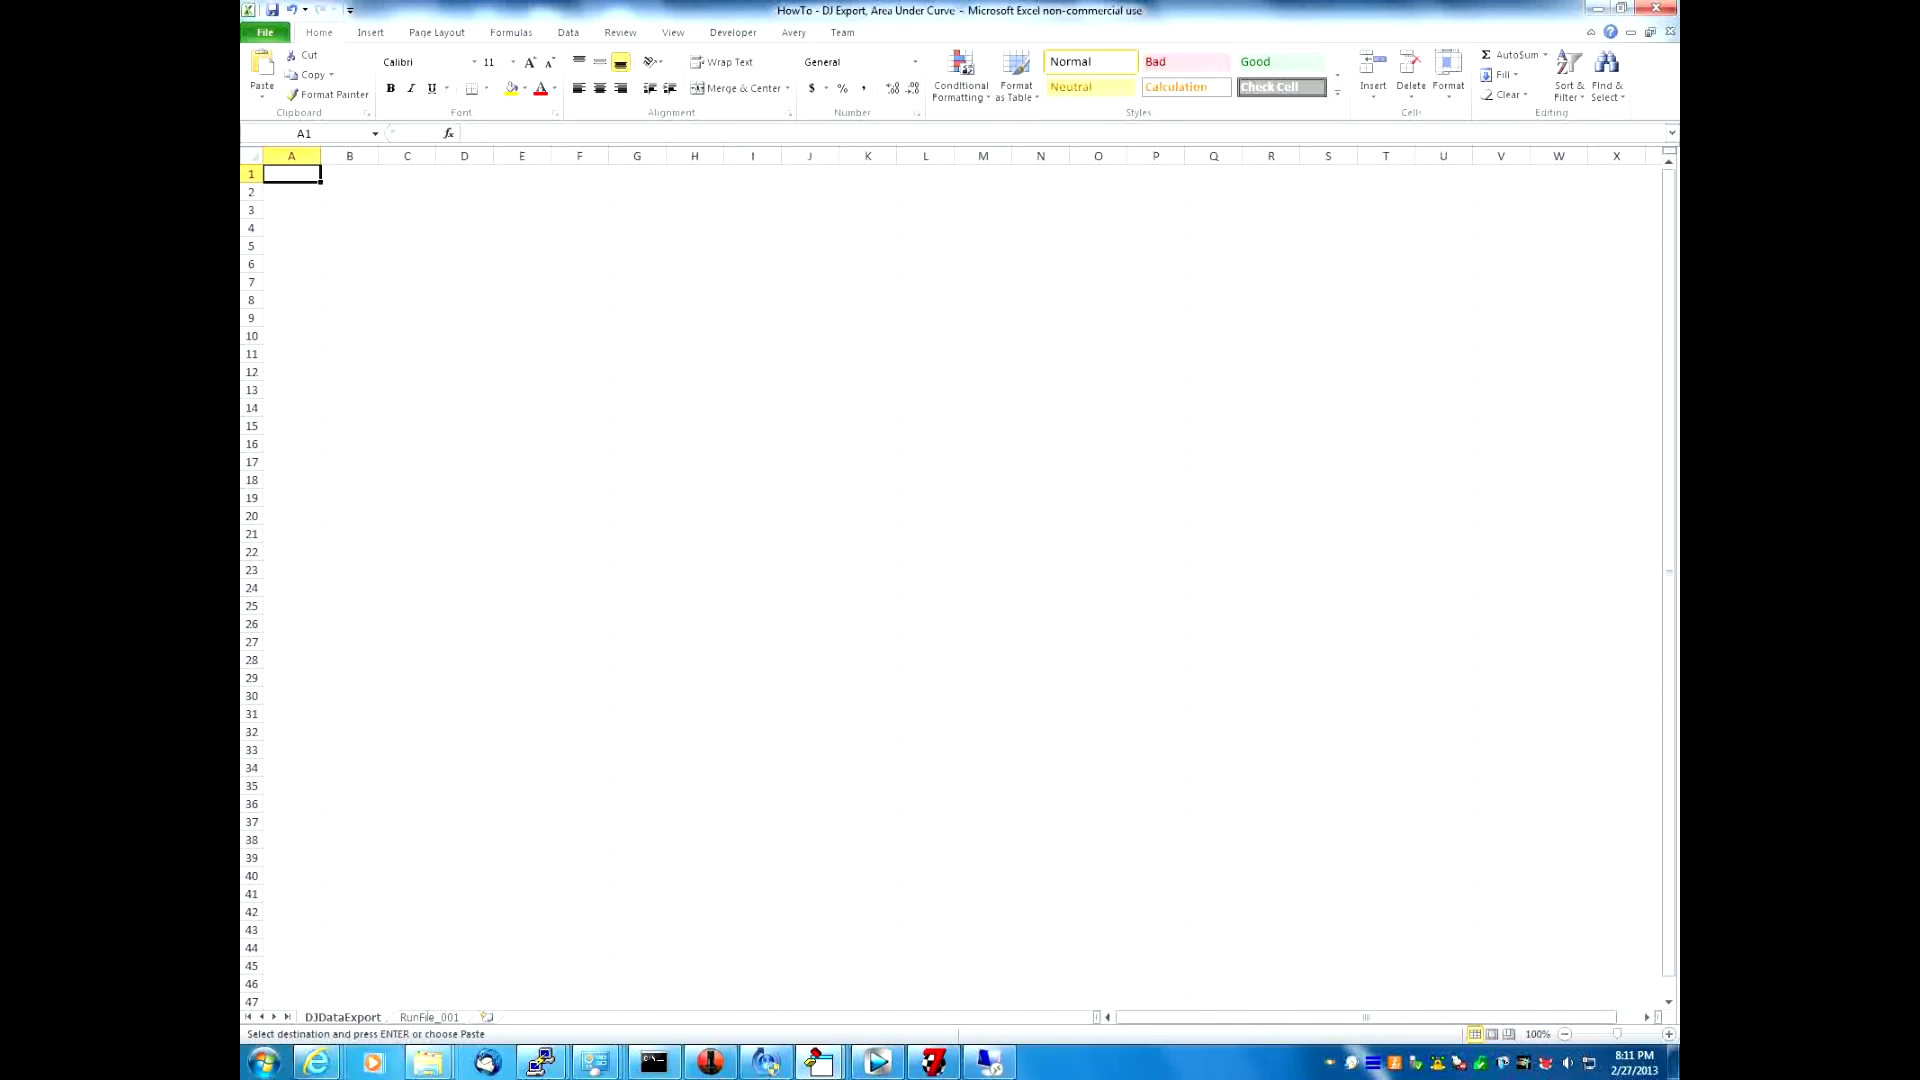 HowTo - DJ Export, Area Under Curve - Microsoft Excel non-commercial use
File Home Insert Page Layout Formulas Data Review View Developer Avery Team
Paste
Cut
Copy
Format Painter
Clipboard
Calibri 11
B I U
Font
Wrap Text
Merge & Center
Alignment
General
$ % ,
Number
Conditional Formatting
Format as Table
Normal Bad Good
Neutral Calculation Check Cell
Styles
Insert Delete Format
Cells
AutoSum
Fill
Clear
Sort & Filter
Find & Select
Editing
A1 fx
A B C D E F G H I J K L M N O P Q R S T U V W X
1
2
3
4
5
6
7
8
9
10
11
12
13
14
15
16
17
18
19
20
21
22
23
24
25
26
27
28
29
30
31
32
33
34
35
36
37
38
39
40
41
42
43
44
45
46
47
DJDataExport RunFile_001
Select destination and press ENTER or choose Paste 100%
8:11 PM
2/27/2013